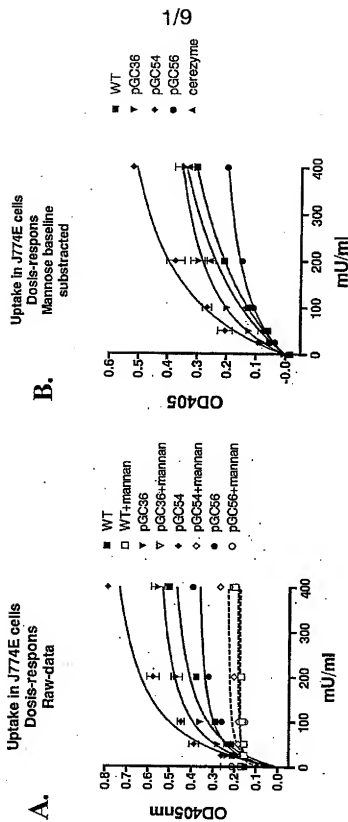 1/9
A.
Uptake in J774E cells
Dosis-respons
Raw-data
OD405nm
0.8
0.7
0.6
0.5
0.4
0.3
0.2
0.1
0.0
0
100
200
300
400
mU/ml
WT
WT+mannan
pGC36
pGC36+mannan
pGC54
pGC54+mannan
pGC56
pGC56+mannan
B.
Uptake in J774E cells
Dosis-respons
Mannose baseline
substracted
OD405
0.6
0.5
0.4
0.3
0.2
0.1
-0.0
0
100
200
300
400
mU/ml
WT
pGC36
pGC54
pGC56
cerezyme